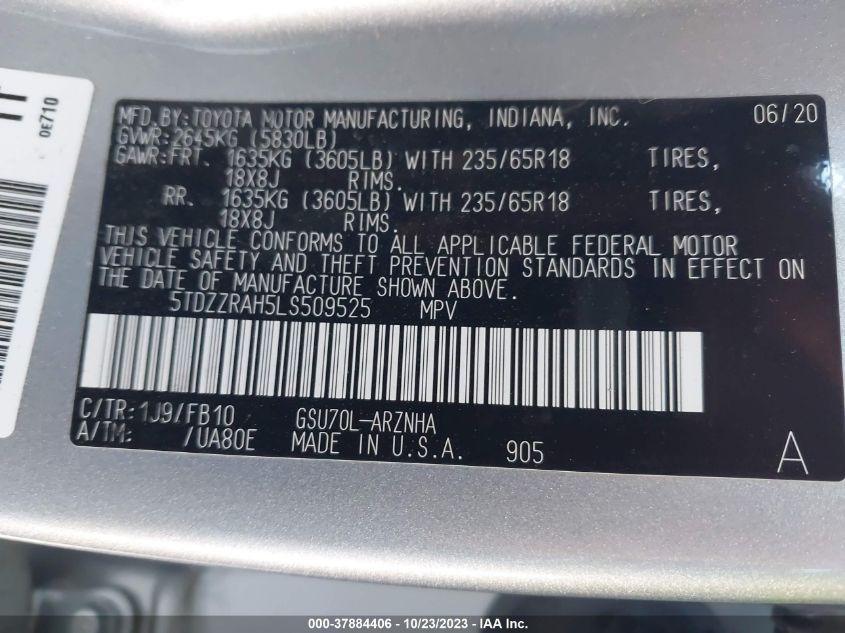 TT
0E710
MFD.BY:TOYOTA MOTOR MANUFACTURING, INDIANA, INC. 06/20
GVWR:2645KG (5830LB)
GAWR:FRT. 1635KG (3605LB) WITH 235/65R18 TIRES,
18X8J RIMS.
RR. 1635KG (3605LB) WITH 235/65R18 TIRES,
18X8J RIMS.
THIS VEHICLE CONFORMS TO ALL APPLICABLE FEDERAL MOTOR
VEHICLE SAFETY AND THEFT PREVENTION STANDARDS IN EFFECT ON
THE DATE OF MANUFACTURE SHOWN ABOVE.
5TDZZRAH5LS509525 MPV
C/TR:1J9/FB10 GSU70L-ARZNHA
A/TM: /UA80E MADE IN U.S.A. 905 A
000-37884406 - 10/23/2023 - IAA Inc.